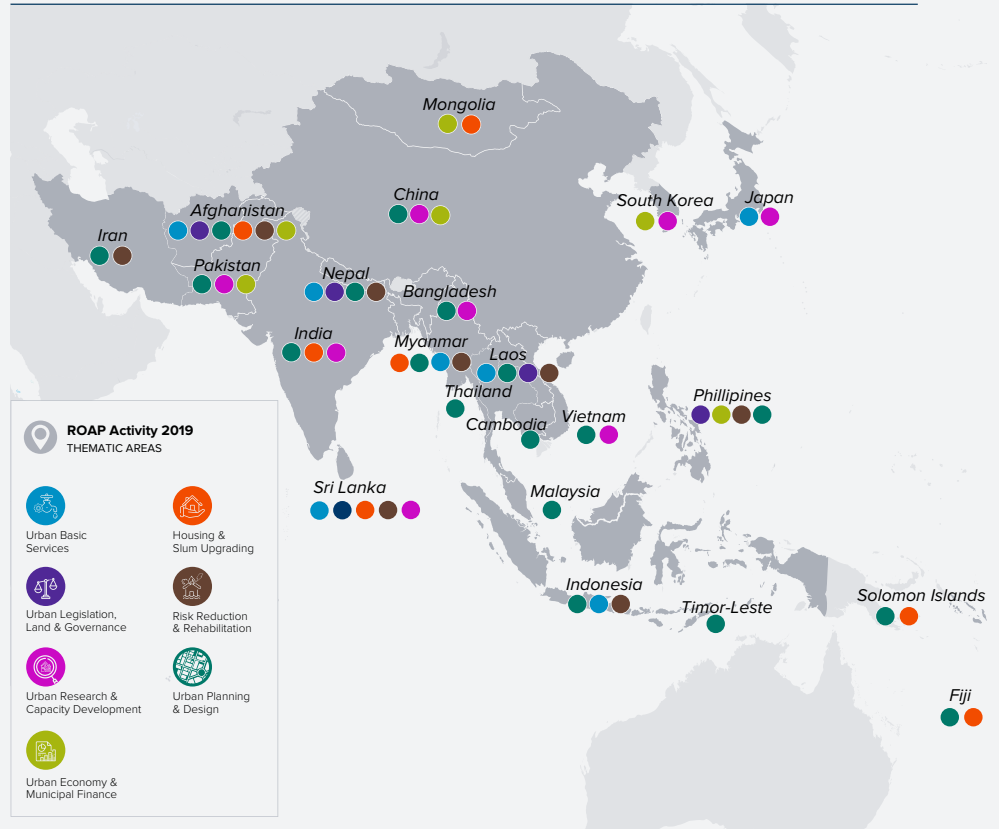 Mongolia
China
South Korea
Japan
Afghanistan
Iran
Pakistan
Nepal
Bangladesh
India
Myanmar
Laos
Thailand
Cambodia
Vietnam
Phillipines
Sri Lanka
Malaysia
Indonesia
Timor-Leste
Solomon Islands
Fiji
ROAP Activity 2019
THEMATIC AREAS
Urban Basic
Services
Housing &
Slum Upgrading
Urban Legislation,
Land & Governance
Risk Reduction
& Rehabilitation
Urban Research &
Capacity Development
Urban Planning
& Design
Urban Economy &
Municipal Finance